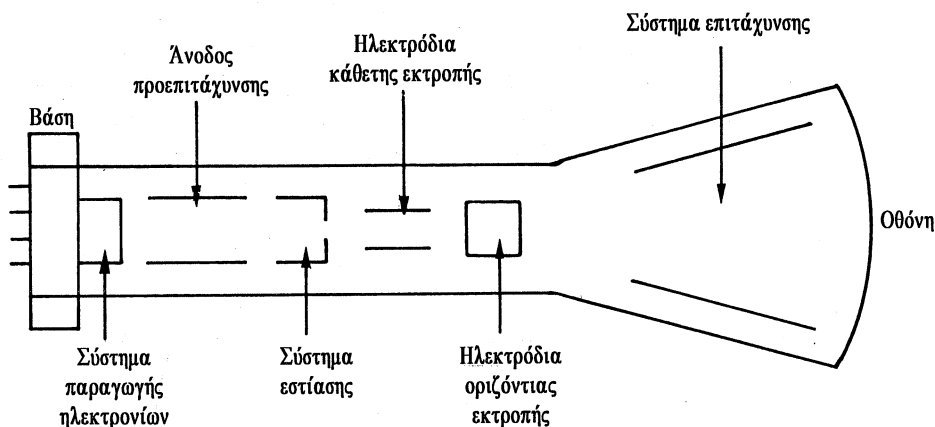 Σύστημα επιτάχυνσης
Άνοδος
προεπιτάχυνσης
Ηλεκτρόδια
κάθετης εκτροπής
Βάση
Οθόνη
Σύστημα
παραγωγής
ηλεκτρονίων
Σύστημα
εστίασης
Ηλεκτρόδια
οριζόντιας
εκτροπής